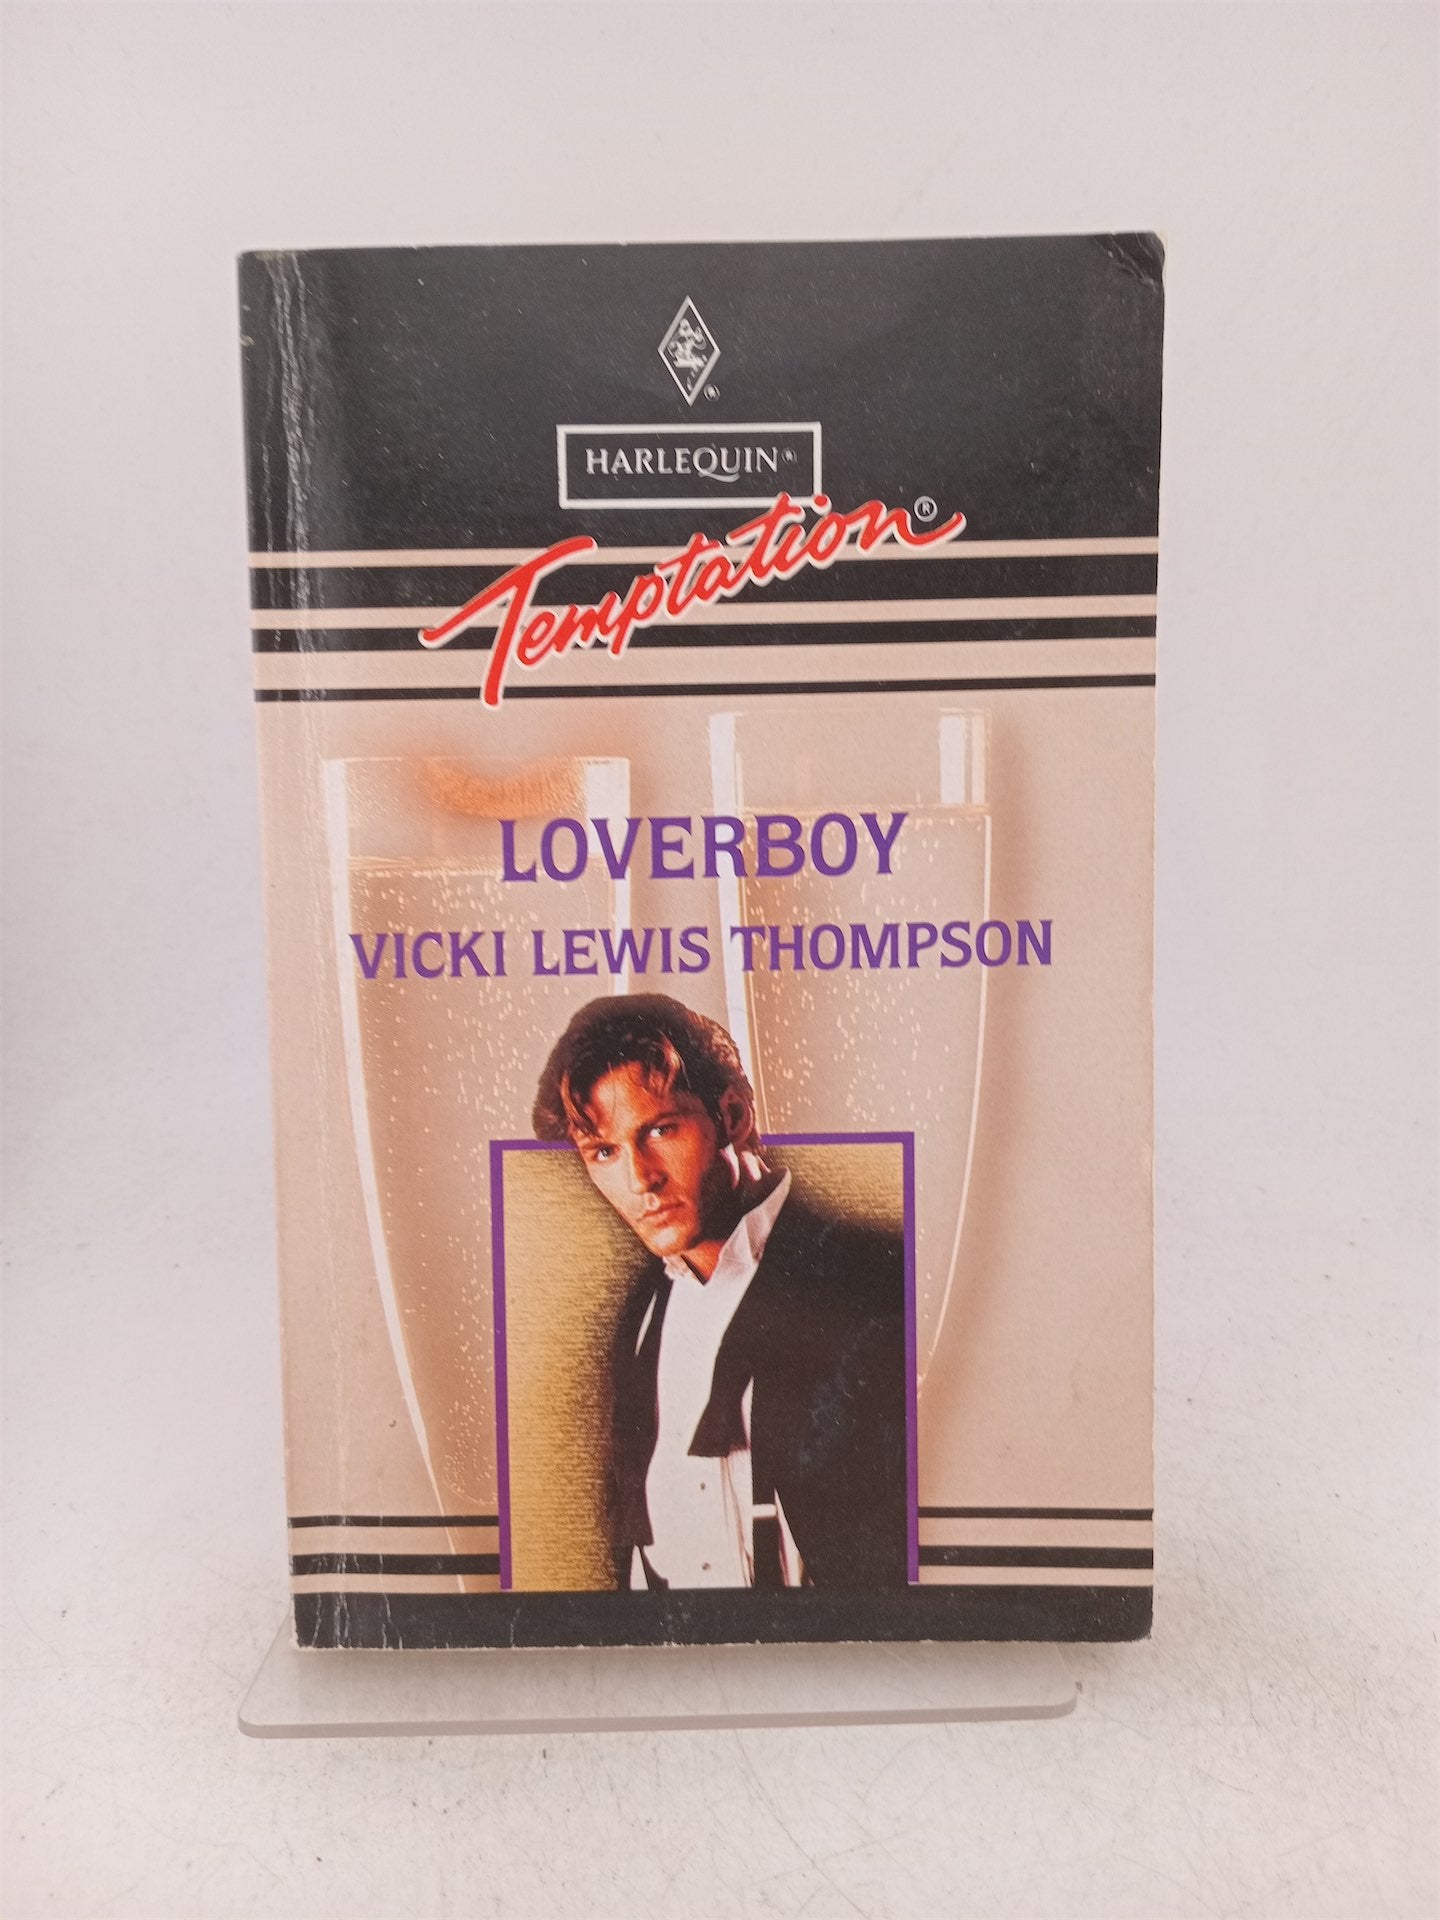 HARLEQUIN®
Temptation®
LOVERBOY
VICKI LEWIS THOMPSON